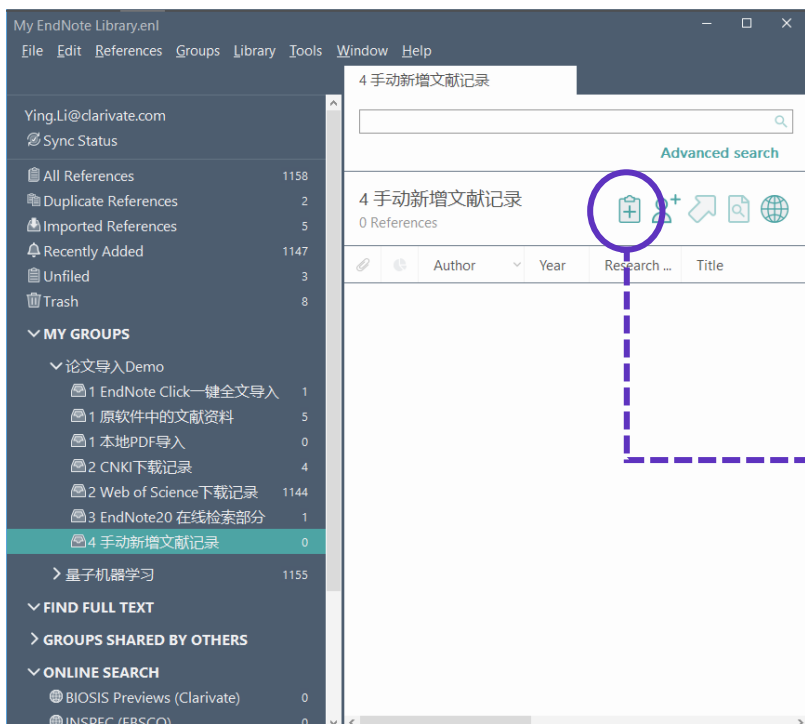 My EndNote Library.enl
File Edit References Groups Library Tools Window Help
4 手动新增文献记录
Ying.Li@clarivate.com
Sync Status
All References 1158
Duplicate References 2
Imported References 5
Recently Added 1147
Unfiled 3
Trash 8
MY GROUPS
论文导入Demo
1 EndNote Click一键全文导入 1
1 原软件中的文献资料 5
1 本地PDF导入 0
2 CNKI下载记录 4
2 Web of Science下载记录 1144
3 EndNote20 在线检索部分 1
4 手动新增文献记录 0
量子机器学习 1155
FIND FULL TEXT
GROUPS SHARED BY OTHERS
ONLINE SEARCH
BIOSIS Previews (Clarivate) 0
INSPEC (EBSCO) 0
Advanced search
4 手动新增文献记录
0 References
Author Year Research ... Title